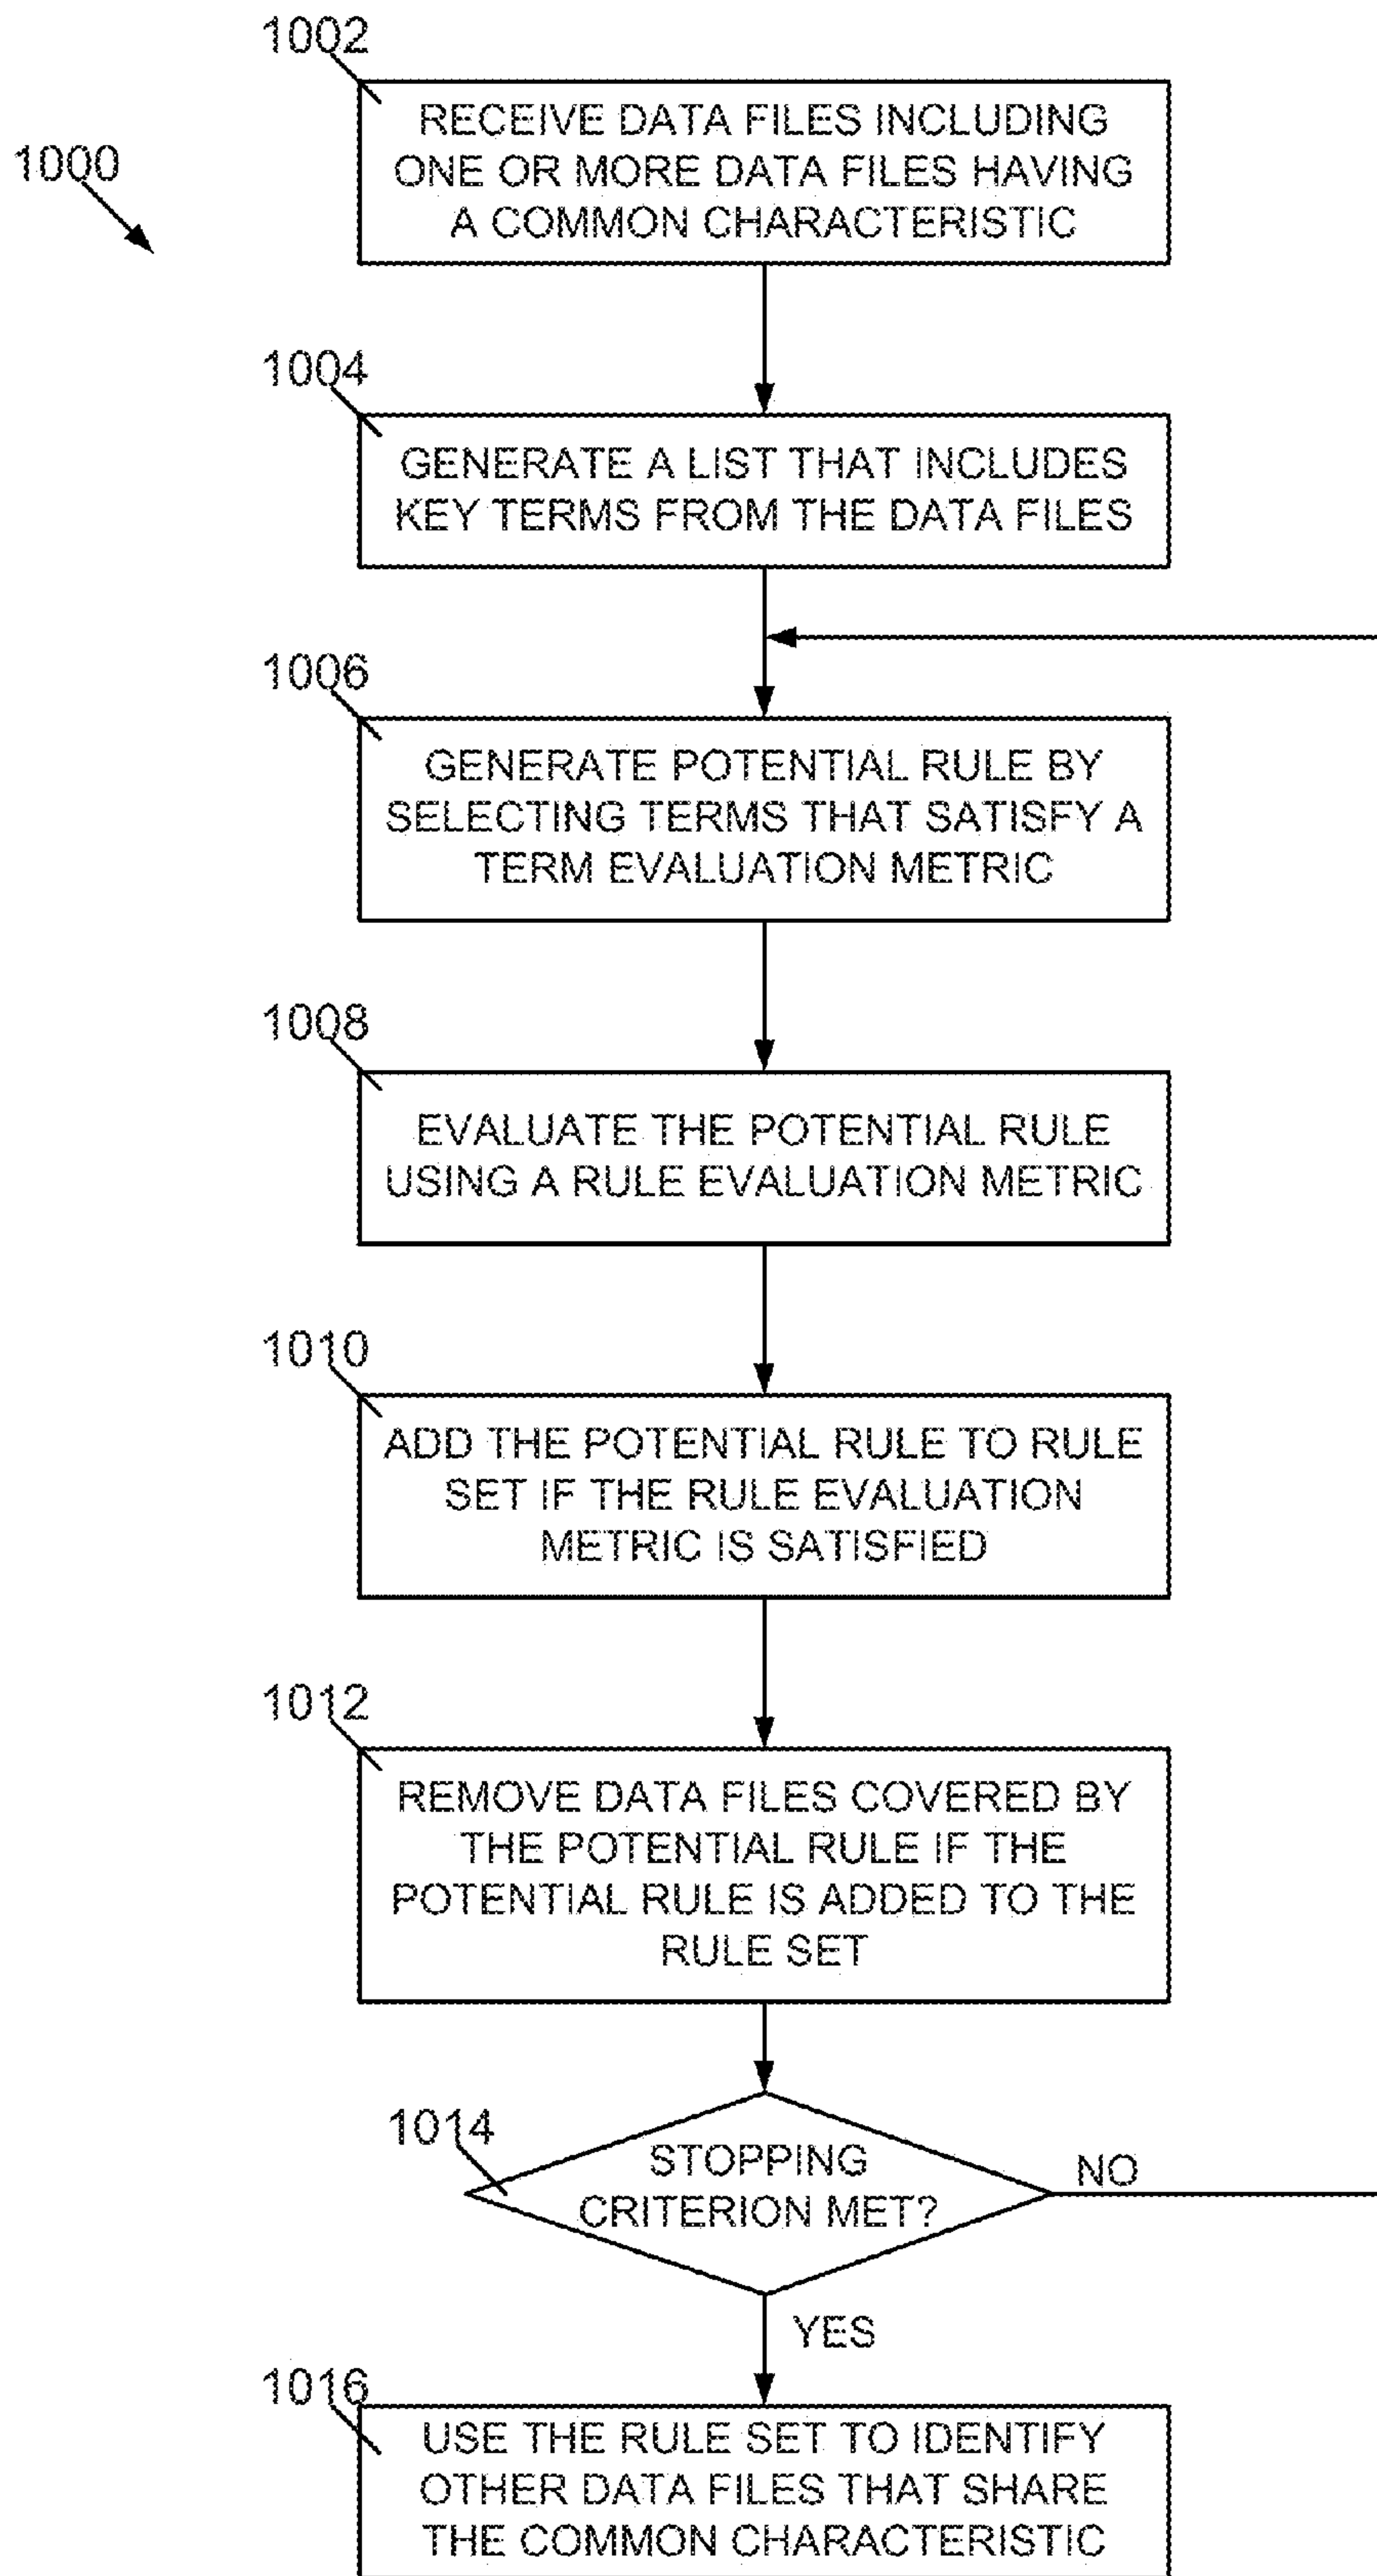 1002
1000
RECEIVE DATA FILES INCLUDING
ONE OR MORE DATA FILES HAVING
A COMMON CHARACTERISTIC
1004
GENERATE A LIST THAT INCLUDES
KEY TERMS FROM THE DATA FILES
1006
GENERATE POTENTIAL RULE BY
SELECTING TERMS THAT SATISFY A
TERM EVALUATION METRIC
1008
EVALUATE THE POTENTIAL RULE
USING A RULE EVALUATION METRIC
1010
ADD THE POTENTIAL RULE TO RULE
SET IF THE RULE EVALUATION
METRIC IS SATISFIED
1012
REMOVE DATA FILES COVERED BY
THE POTENTIAL RULE IF THE
POTENTIAL RULE IS ADDED TO THE
RULE SET
1014
STOPPING
CRITERION MET?
NO
YES
1016
USE THE RULE SET TO IDENTIFY
OTHER DATA FILES THAT SHARE
THE COMMON CHARACTERISTIC